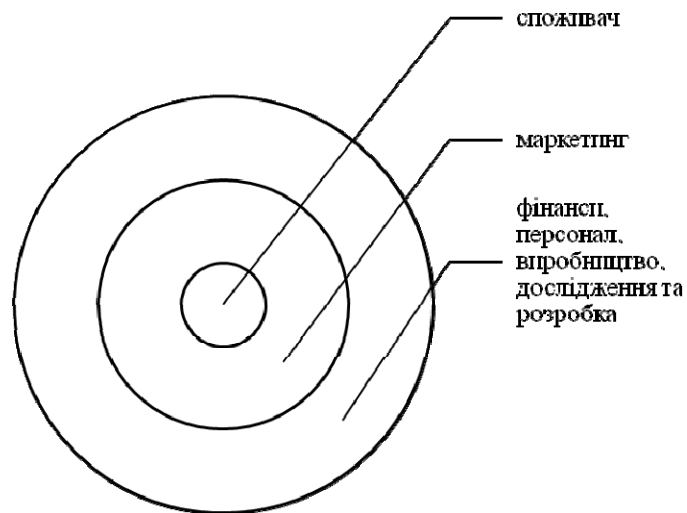 споживач
маркетинг
фінанси,
персонал,
виробництво,
дослідження та
розробка